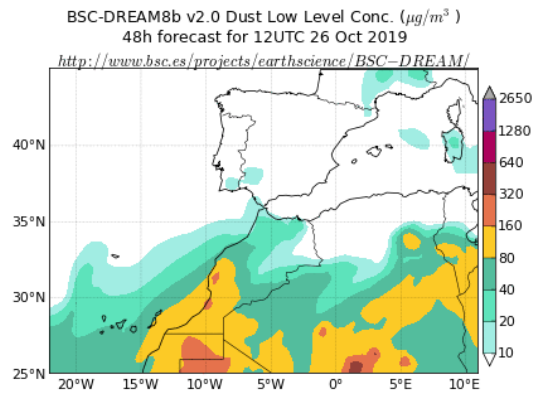 BSC-DREAM8b v2.0 Dust Low Level Conc. (μg/m³ )
48h forecast for 12UTC 26 Oct 2019
http://www.bsc.es/projects/earthscience/BSC−DREAM/
40°N
35°N
30°N
25°N
20°W
15°W
10°W
5°W
0°
5°E
10°E
2650
1280
640
320
160
80
40
20
10